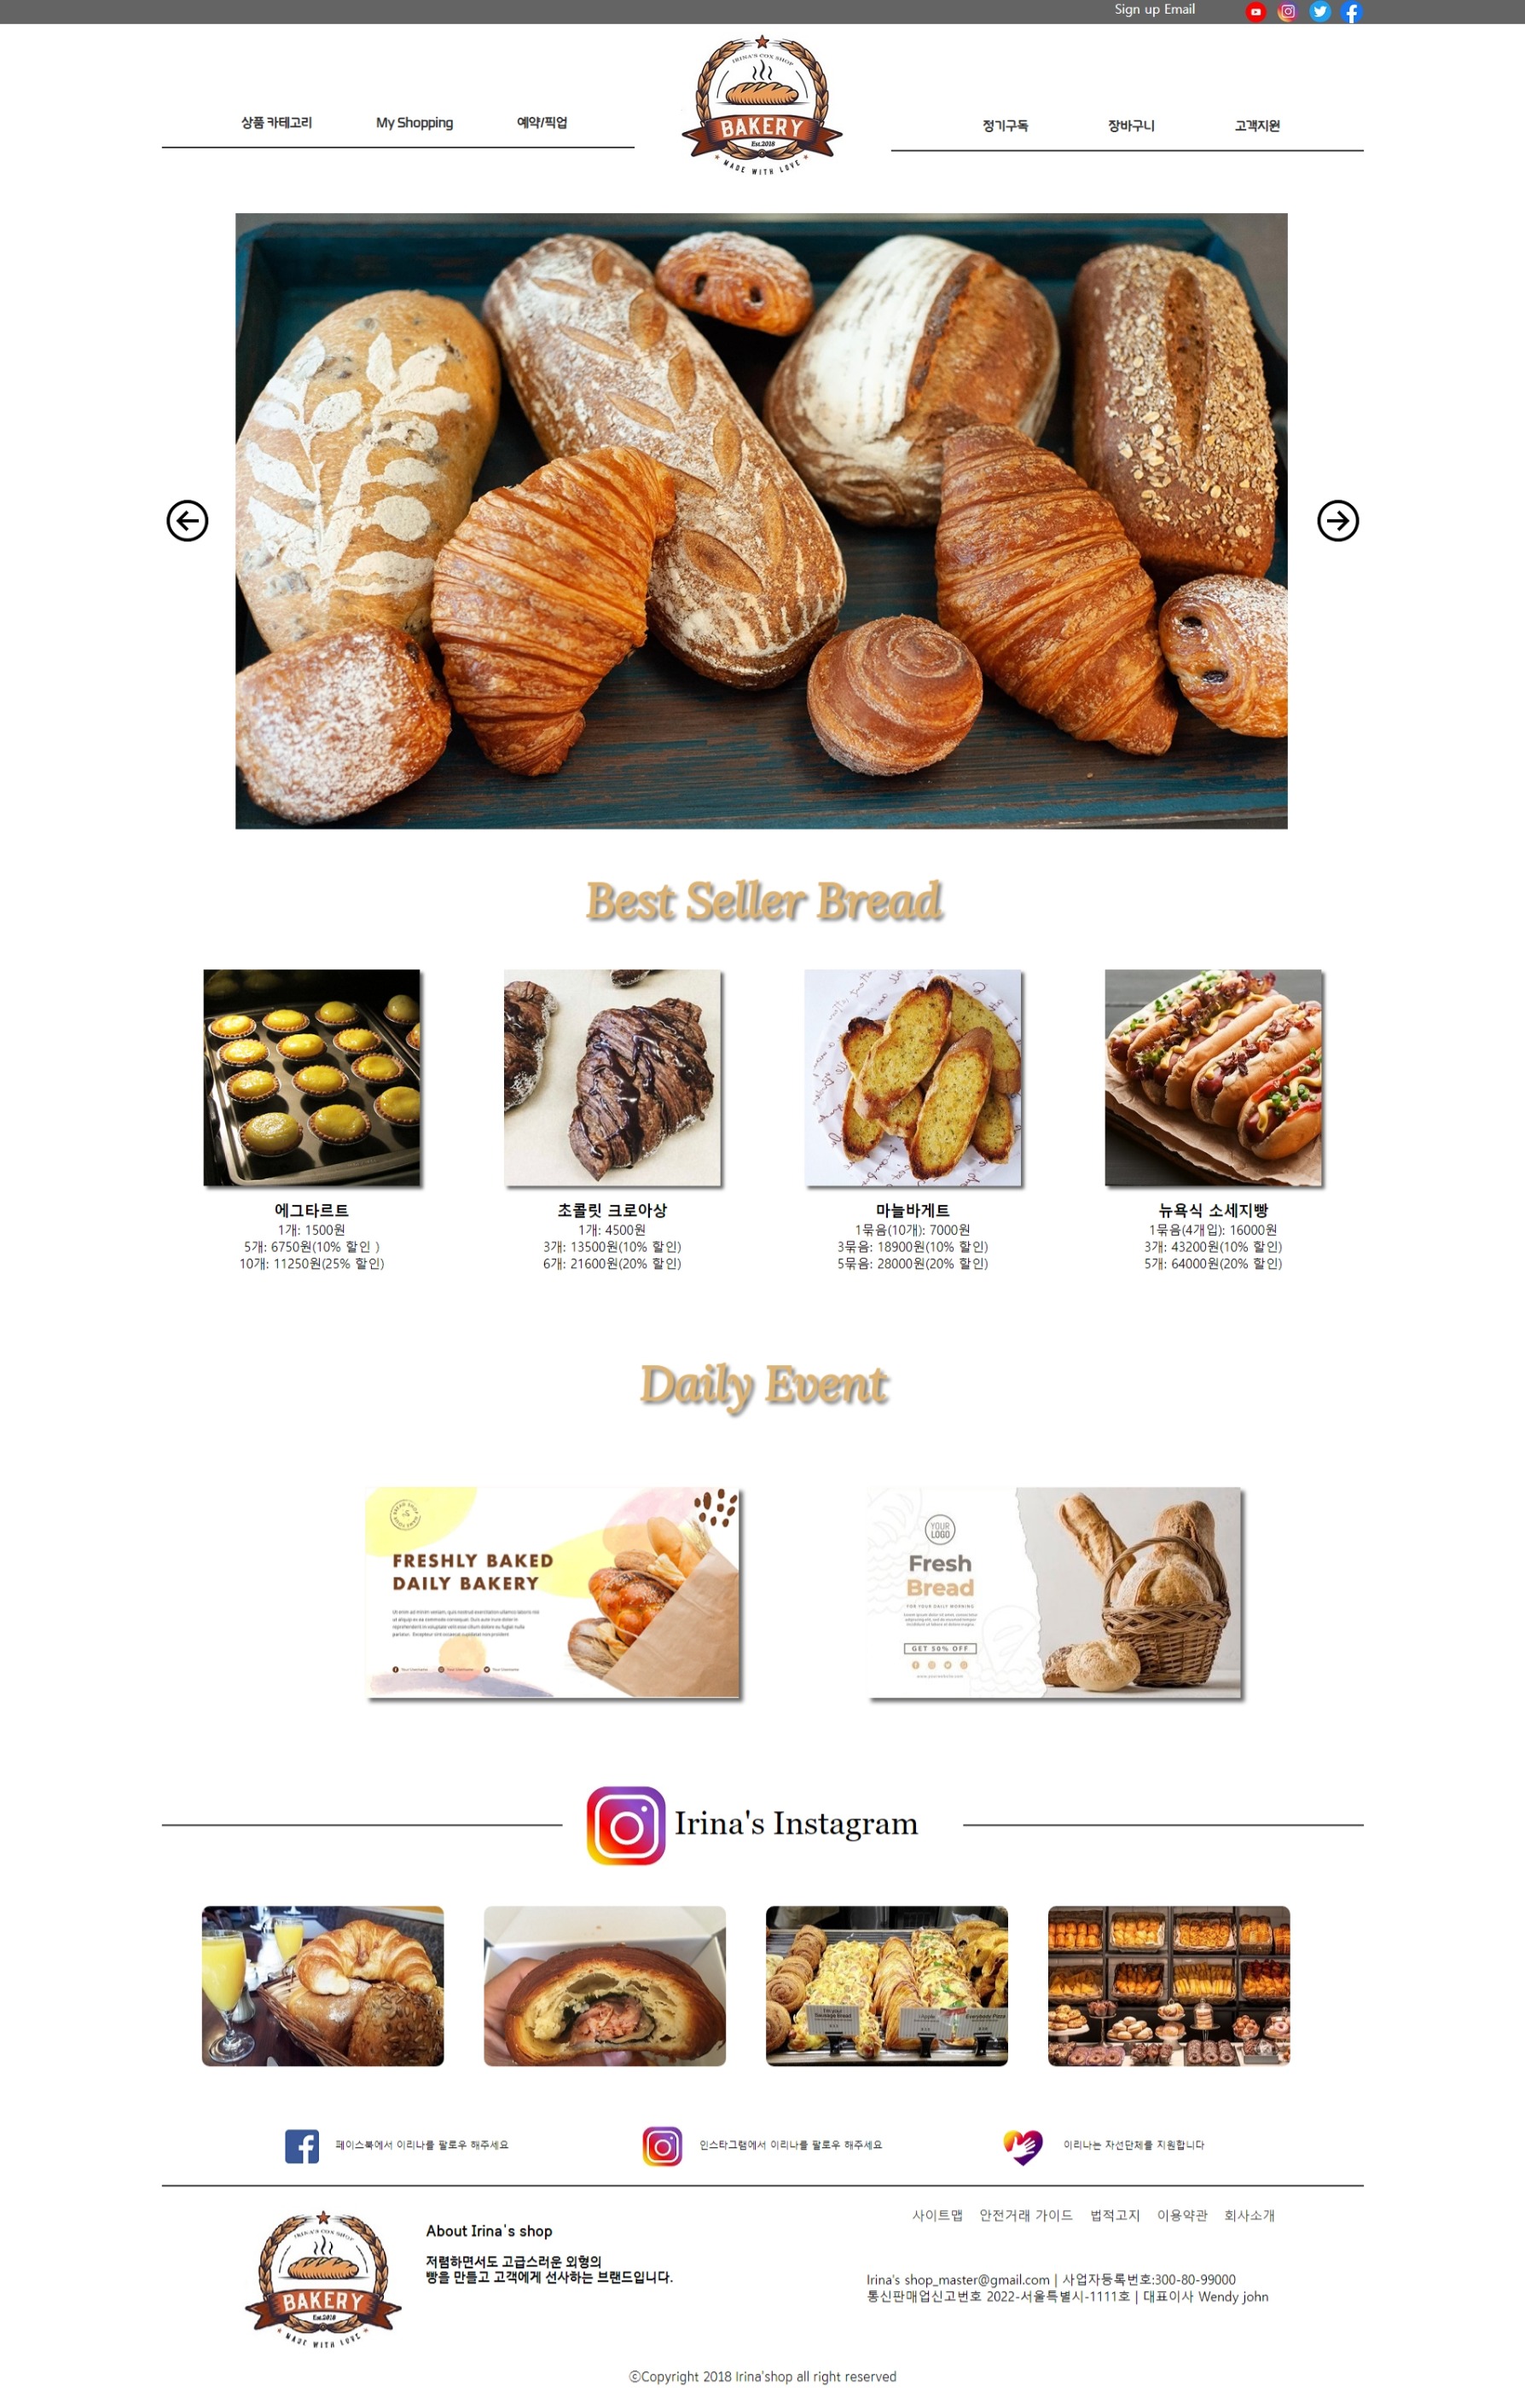 Sign up Email
IRINA'S COX SHOP
BAKERY
Est.2018
MADE WITH LOVE
상품 카테고리
My Shopping
예약/픽업
정기구독
장바구니
고객지원
Best Seller Bread
에그타르트
1개: 1500원
5개: 6750원(10% 할인 )
10개: 11250원(25% 할인)
초콜릿 크로아상
1개: 4500원
3개: 13500원(10% 할인)
6개: 21600원(20% 할인)
마늘바게트
1묶음(10개): 7000원
3묶음: 18900원(10% 할인)
5묶음: 28000원(20% 할인)
뉴욕식 소세지빵
1묶음(4개입): 16000원
3개: 43200원(10% 할인)
5개: 64000원(20% 할인)
Daily Event
FRESHLY BAKED
DAILY BAKERY
YOUR
LOGO
Fresh
Bread
FOR YOUR DAILY MORNING
GET 50% OFF
Irina's Instagram
페이스북에서 이리나를 팔로우 해주세요
인스타그램에서 이리나를 팔로우 해주세요
이리나는 자선단체를 지원합니다
IRINA'S COX SHOP
BAKERY
Est.2018
MADE WITH LOVE
About Irina's shop
저렴하면서도 고급스러운 외형의
빵을 만들고 고객에게 선사하는 브랜드입니다.
사이트맵
안전거래 가이드
법적고지
이용약관
회사소개
Irina's shop_master@gmail.com | 사업자등록번호:300-80-99000
통신판매업신고번호 2022-서울특별시-1111호 | 대표이사 Wendy john
ⓒCopyright 2018 Irina'shop all right reserved